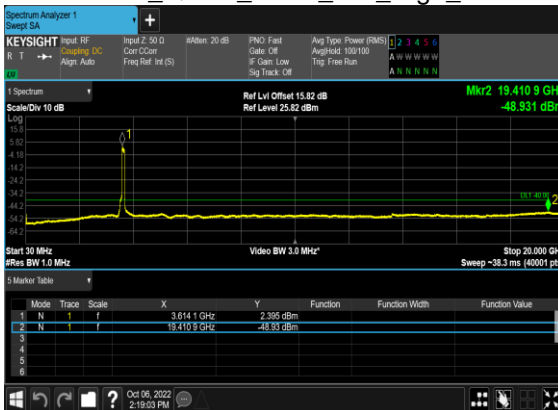 Spectrum Analyzer 1
Swept SA
+
KEYSIGHT Input: RF Input Z: 50 Ω #Atten: 20 dB PNO: Fast Avg Type: Power (RMS) 1 2 3 4 5 6
R T Coupling: DC Corr CCorr Gate: Off Avg|Hold: 100/100 A W W W W W
Align: Auto Freq Ref: Int (S) IF Gain: Low Trig: Free Run
Sig Track: Off A N N N N N
1 Spectrum Ref Lvl Offset 15.82 dB Mkr2 19.410 9 GH
Scale/Div 10 dB Ref Level 25.82 dBm -48.931 dBr
Log
15.8
5.82 1
-4.18
-14.2
-24.2
-34.2 DL1 -40.00
-44.2 2
-54.2
-64.2
Start 30 MHz Video BW 3.0 MHz* Stop 20.000 GH
#Res BW 1.0 MHz Sweep ~38.3 ms (40001 pts
5 Marker Table
Mode Trace Scale X Y Function Function Width Function Value
1 N 1 f 3.614 1 GHz 2.395 dBm
2 N 1 f 19.410 9 GHz -48.93 dBm
3
4
5
6
? Oct 06, 2022
2:19:03 PM